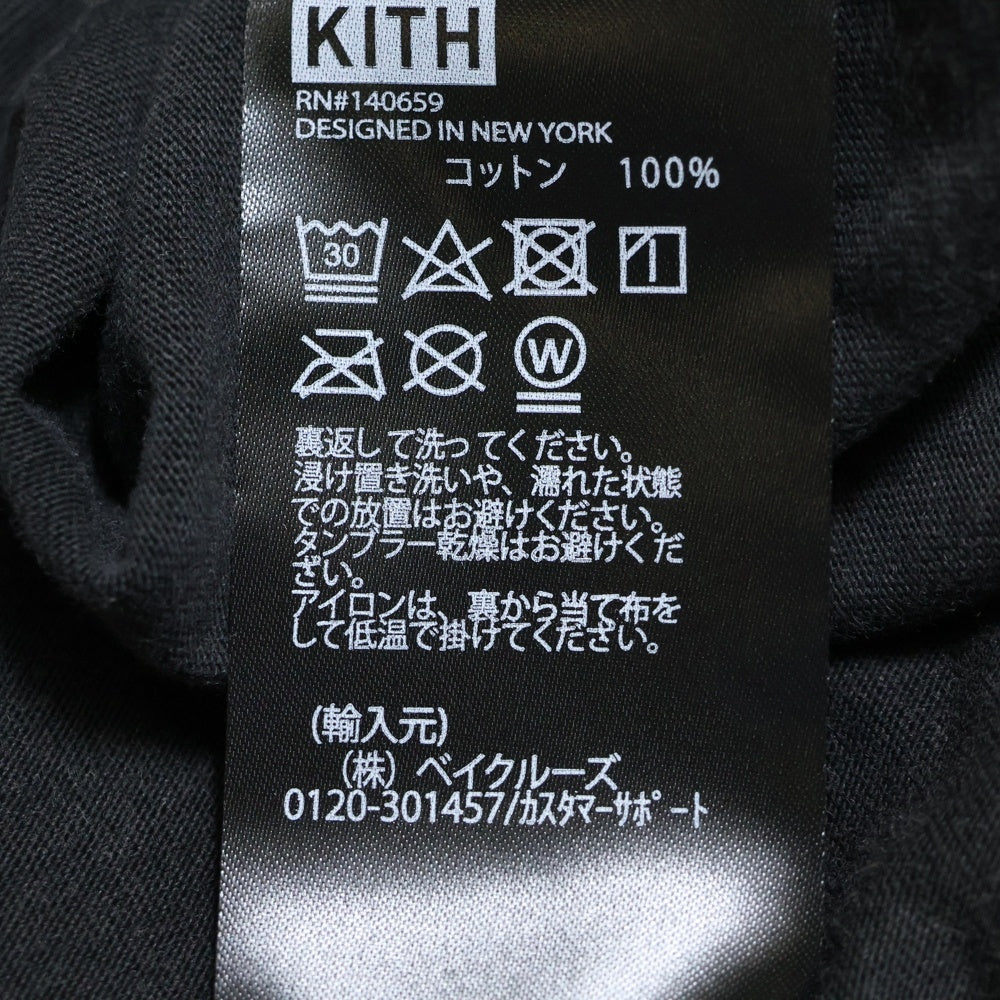 KITH
RN#140659
DESIGNED IN NEW YORK
コットン 100%
30
W
裏返して洗ってください。
浸け置き洗いや、濡れた状態
での放置はお避けください。
タンブラー乾燥はお避けくだ
さい。
アイロンは、裏から当て布を
して低温で掛けてください。
(輸入元)
(株) ベイクルーズ
0120-301457/ｶｽﾀﾏｰｻﾎﾟｰﾄ